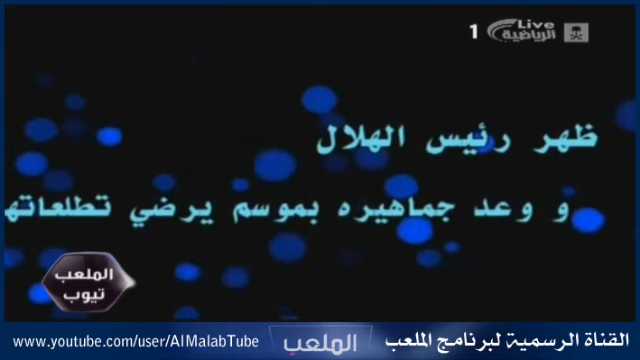 Live
الرياضية 1
ظهر رئيس الهلال
و وعد جماهيره بموسم يرضي تطلعاتها
الملعب
تيوب
القناة الرسمية لبرنامج الملعب
الملعب
www.youtube.com/user/AlMalabTube